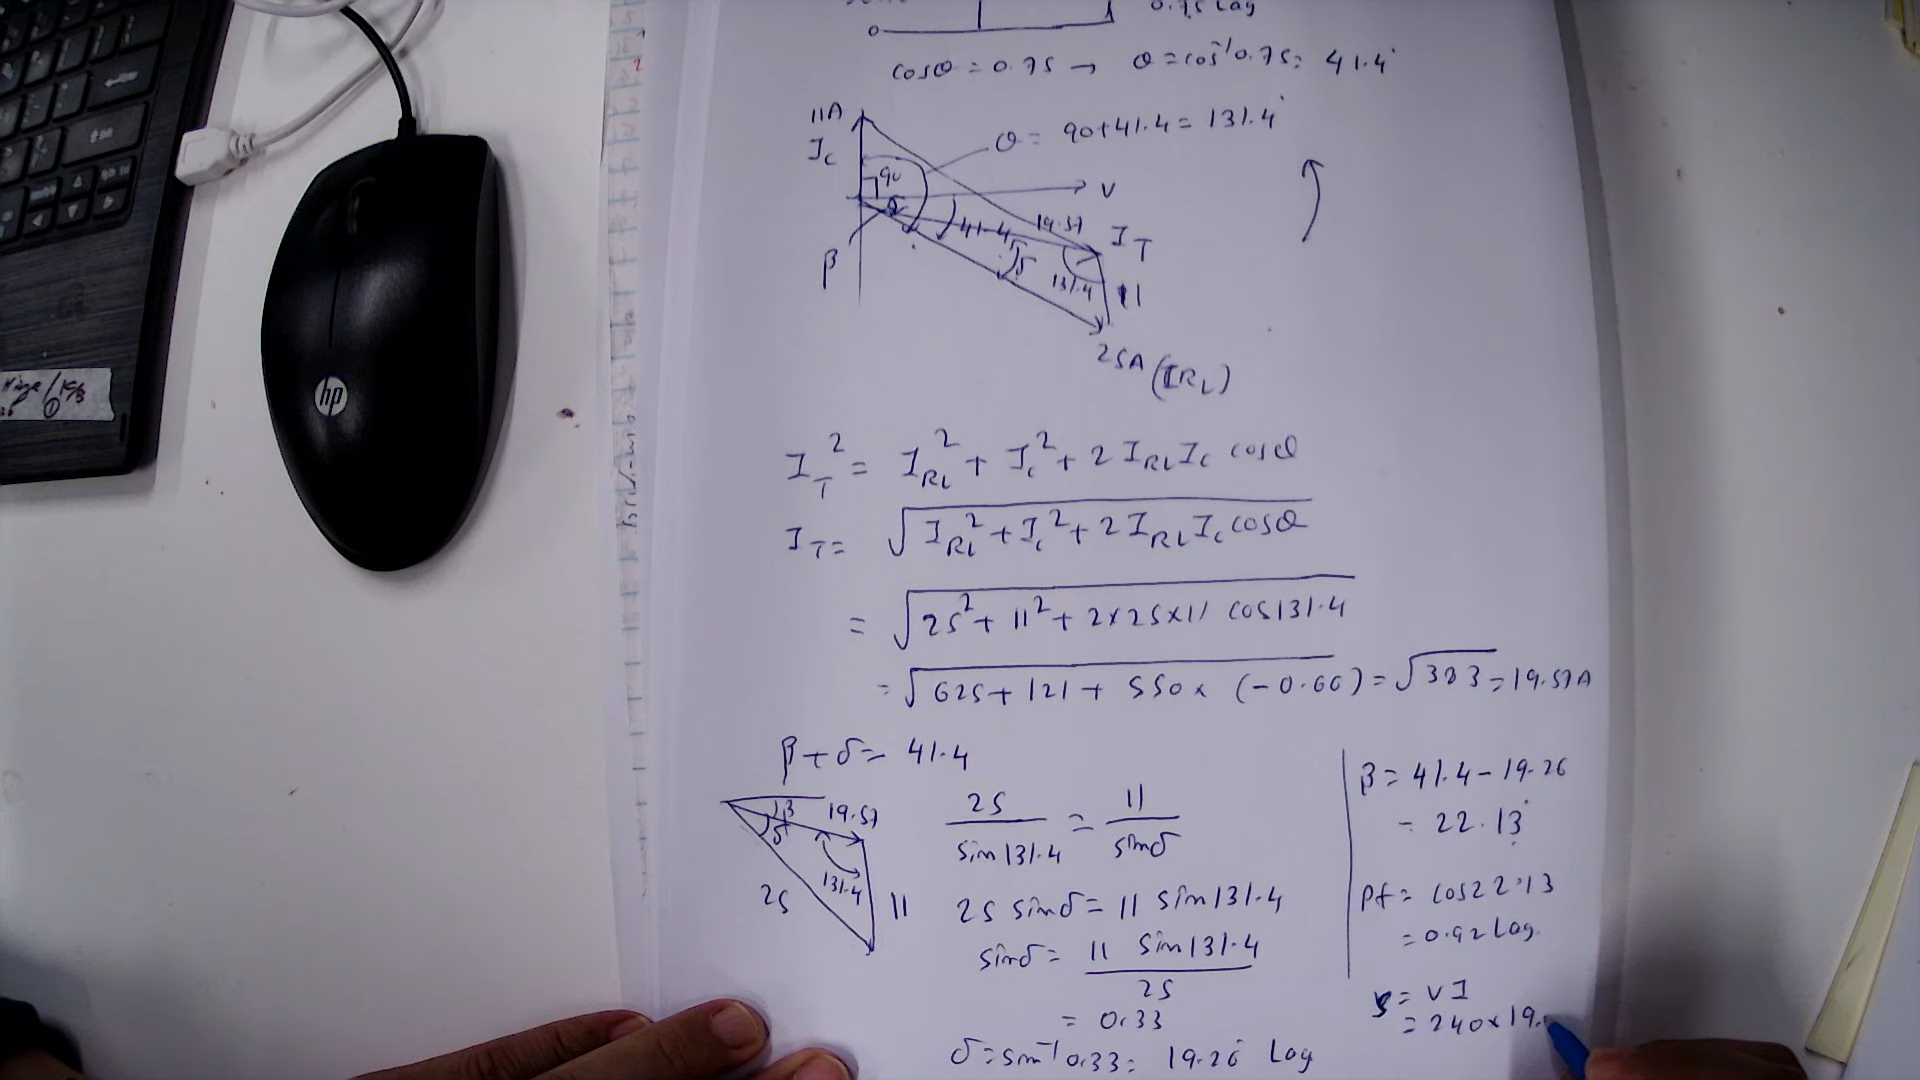 0.75 Lag
0
cosθ = 0.75 → θ = cos⁻¹0.75 = 41.4°
11A
Ic
θ = 90+41.4 = 131.4°
90
V
41.4
19.57
IT
β
δ
131.4
11
25A (IRL)
IT² = IRL² + Ic² + 2 IRL Ic cosθ
IT = √IRL² + Ic² + 2 IRL Ic cosθ
= √25² + 11² + 2×25×11 cos131.4
= √625 + 121 + 550 × (-0.66) = √383 = 19.57A
β + δ = 41.4
β
19.57
δ
131.4
25
11
25/sin131.4 = 11/sinδ
25 sinδ = 11 sin131.4
sinδ = 11 sin131.4/25
= 0.33
δ = sin⁻¹0.33 = 19.26° Lag
β = 41.4 - 19.26
= 22.13°
Pf = cos22.13
= 0.92 Lag.
S = VI
= 240×19.
hp